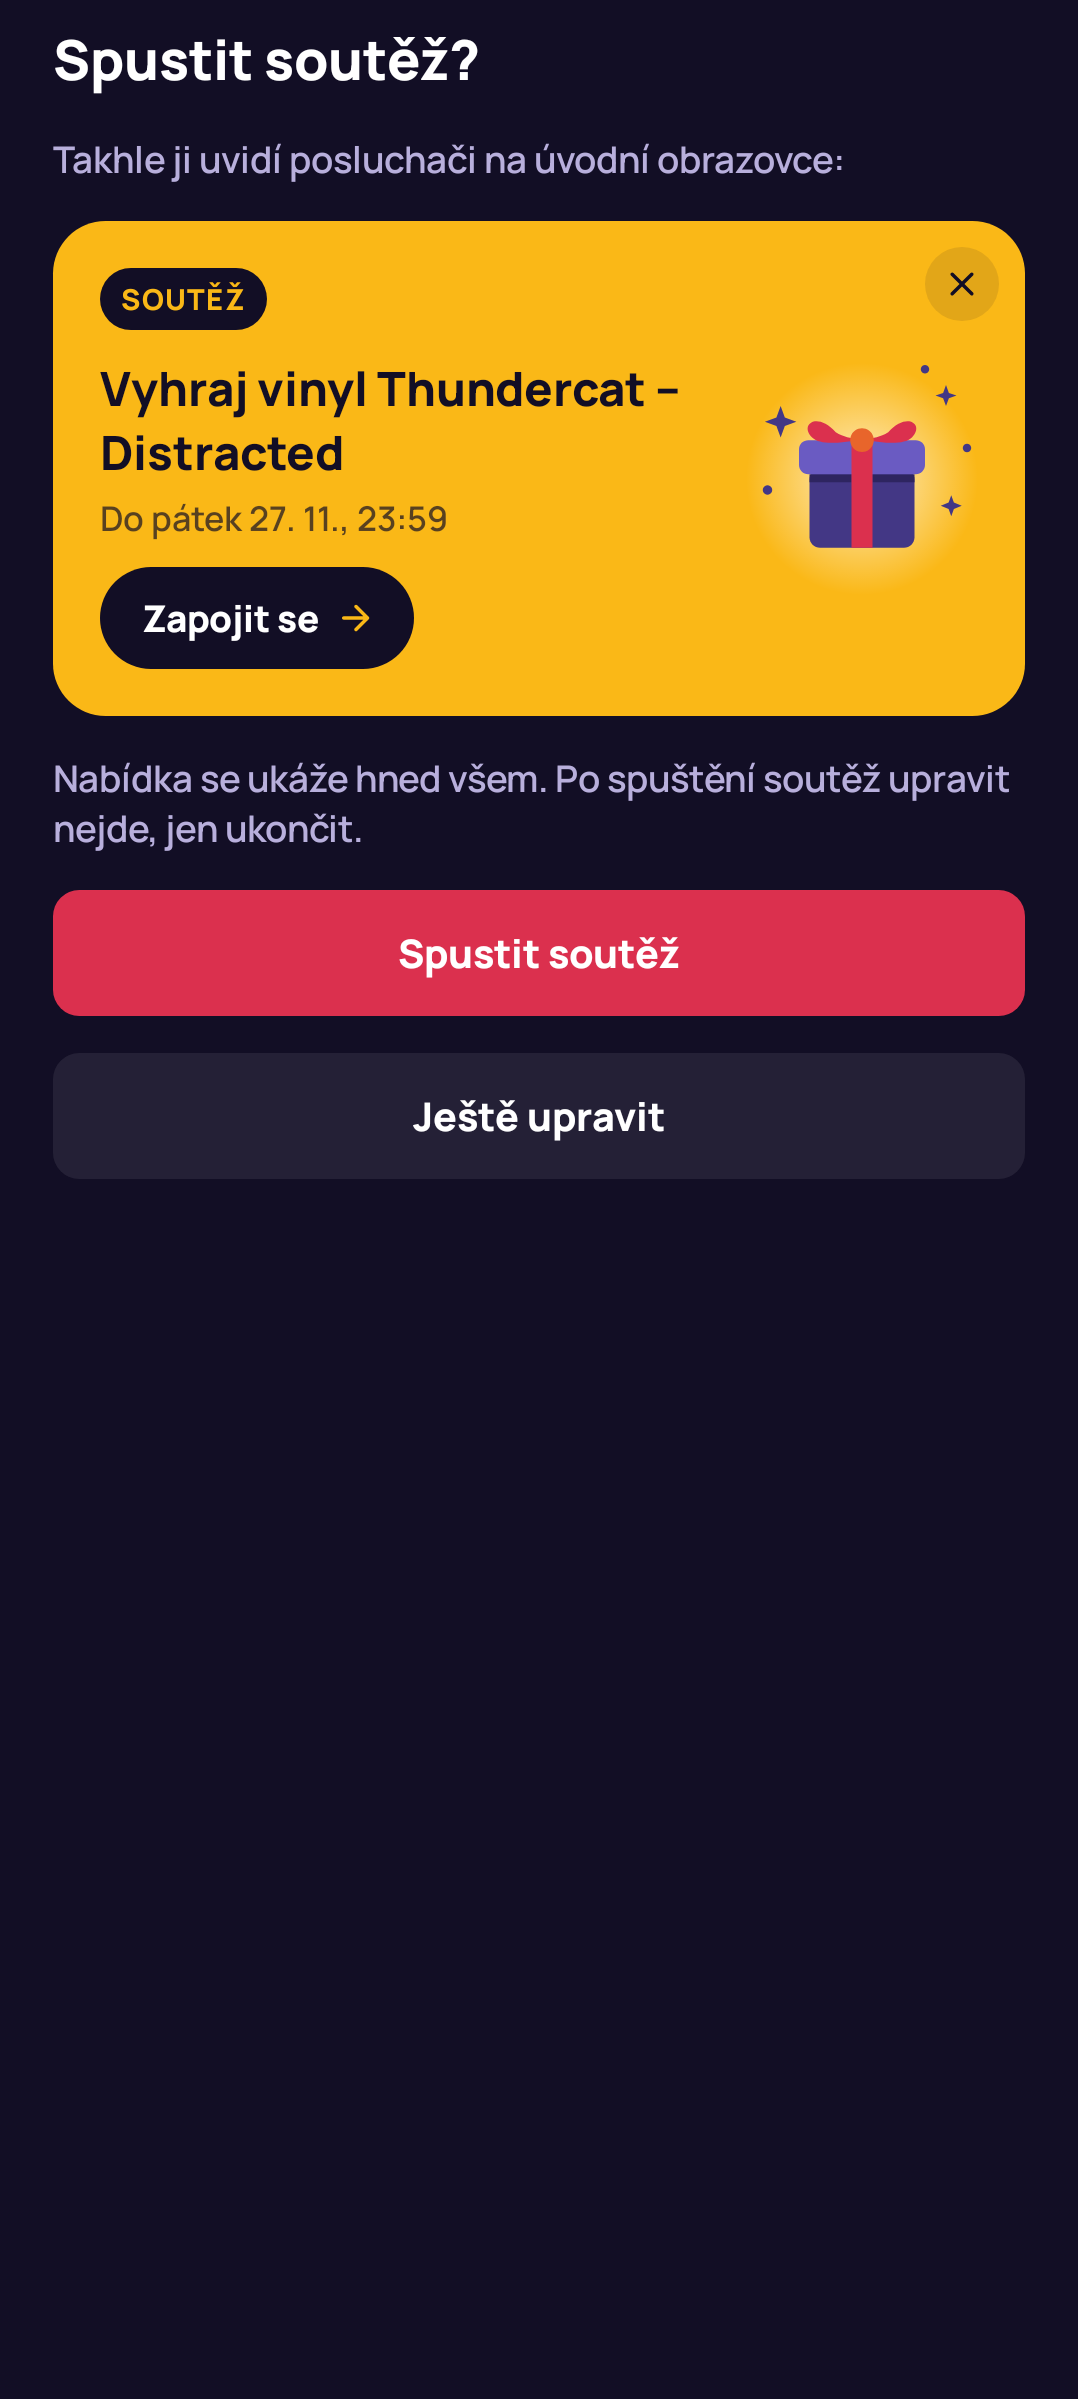 Spustit soutěž?
Takhle ji uvidí posluchači na úvodní obrazovce:
SOUTĚŽ
Vyhraj vinyl Thundercat –
Distracted
Do pátek 27. 11., 23:59
Zapojit se
Nabídka se ukáže hned všem. Po spuštění soutěž upravit
nejde, jen ukončit.
Spustit soutěž
Ještě upravit